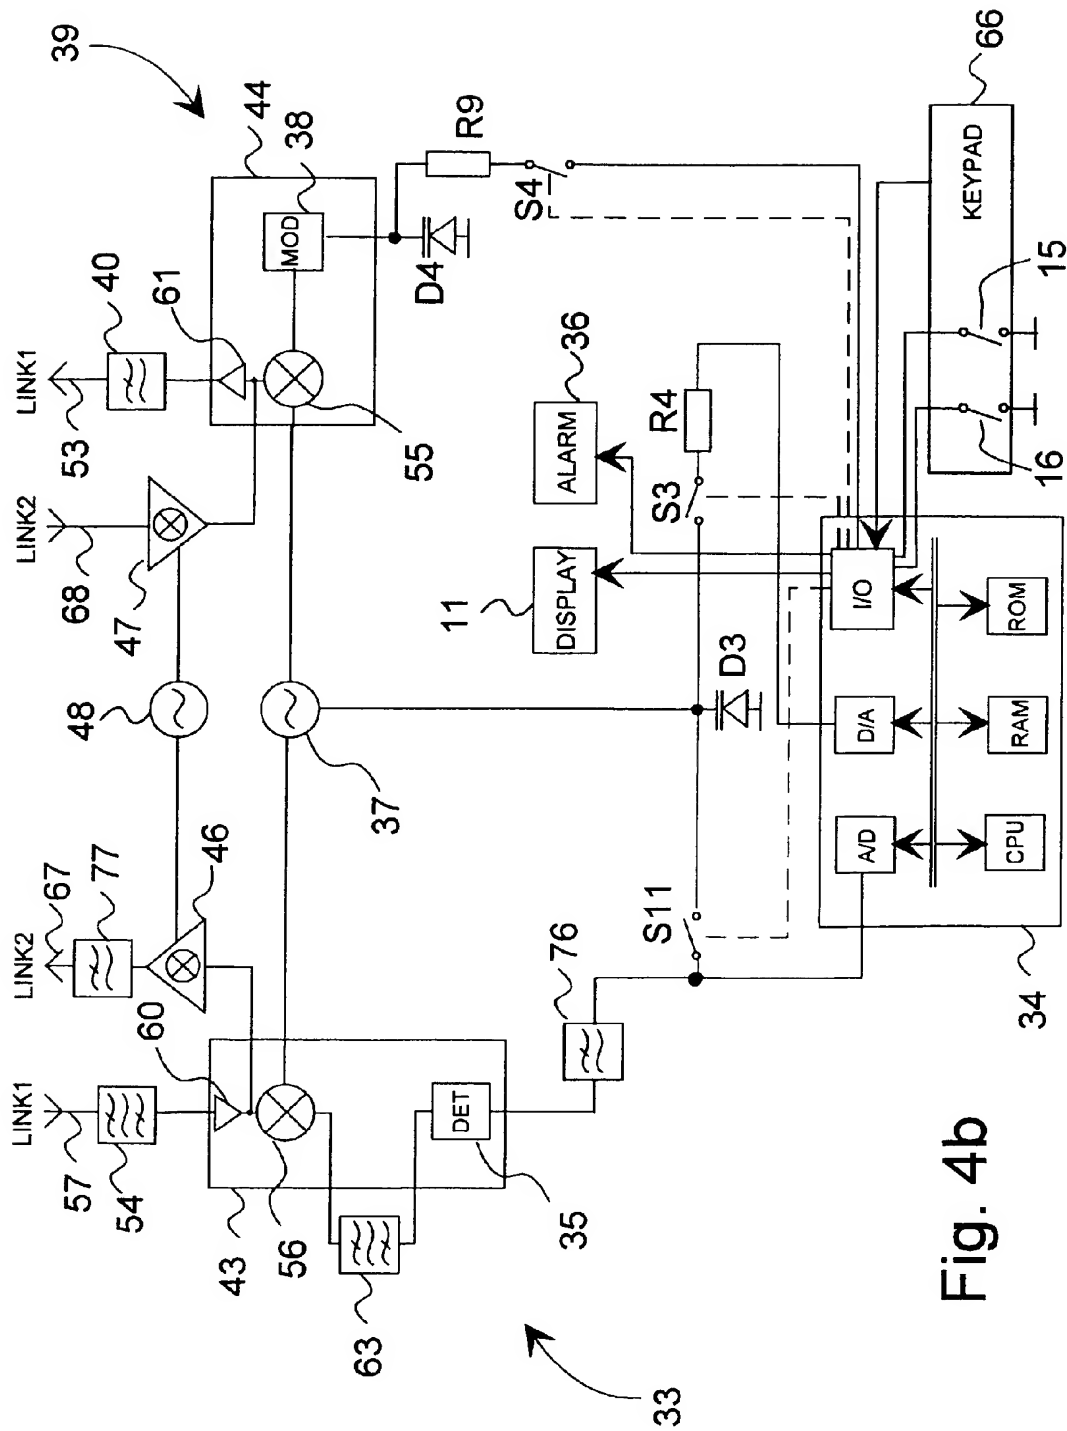 LINK1
57
54
LINK2
67
77
60
46
48
LINK2
68
47
LINK1
53
40
61
44
39
MOD
38
55
43
56
63
DET
35
37
33
D4
R9
S4
76
S11
D3
S3
R4
DISPLAY
11
ALARM
36
A/D
D/A
I/O
CPU
RAM
ROM
34
KEYPAD
66
16
15
Fig. 4b